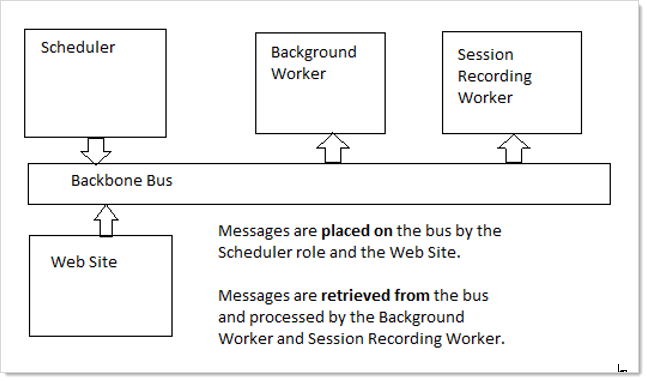 Scheduler
Background
Worker
Session
Recording
Worker
Backbone Bus
Web Site
Messages are placed on the bus by the
Scheduler role and the Web Site.
Messages are retrieved from the bus
and processed by the Background
Worker and Session Recording Worker.